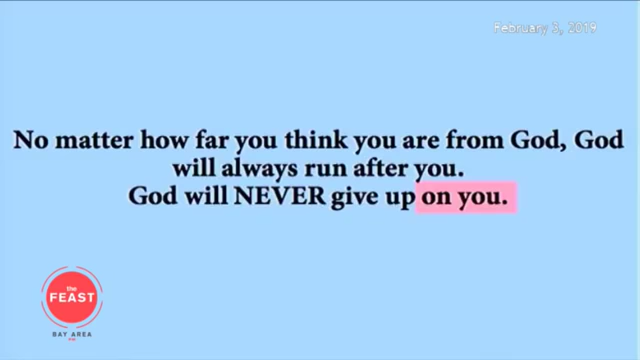 February 3, 2019
No matter how far you think you are from God, God
will always run after you.
God will NEVER give up on you.
the
FEAST
BAY AREA